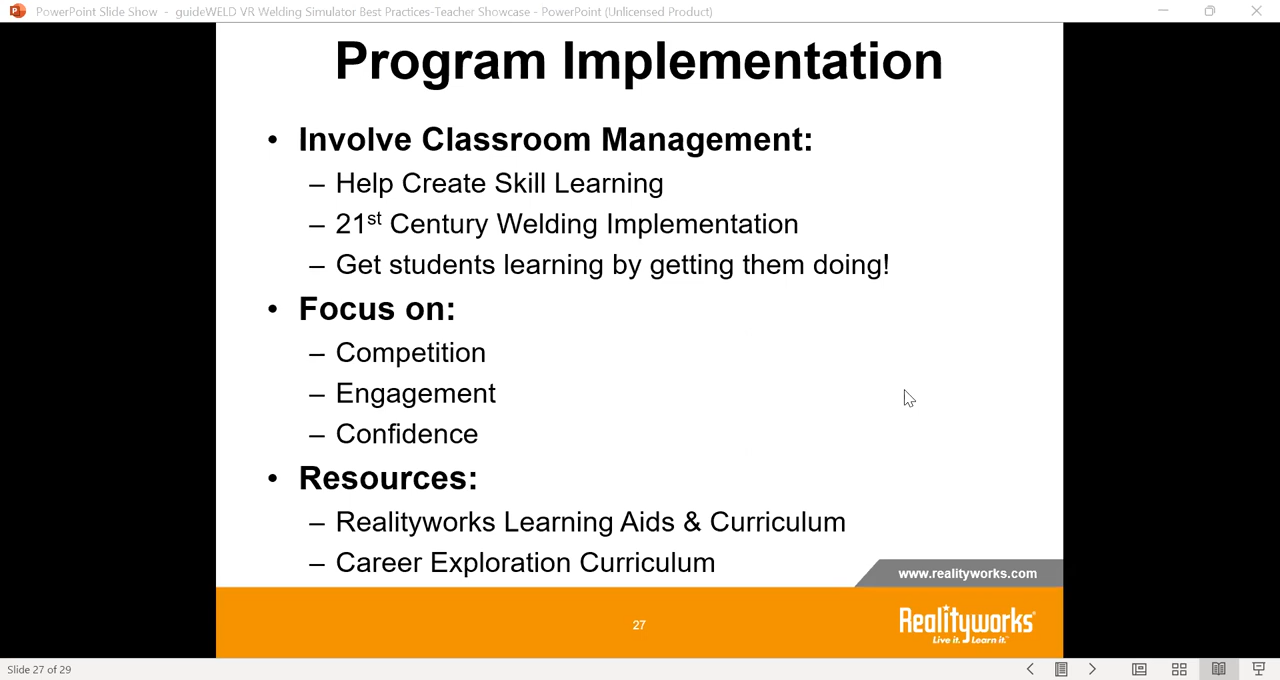 PowerPoint Slide Show - guideWELD VR Welding Simulator Best Practices-Teacher Showcase - PowerPoint (Unlicensed Product)
Program Implementation
• Involve Classroom Management:
– Help Create Skill Learning
– 21st Century Welding Implementation
– Get students learning by getting them doing!
• Focus on:
– Competition
– Engagement
– Confidence
• Resources:
– Realityworks Learning Aids & Curriculum
– Career Exploration Curriculum
www.realityworks.com
27
Realityworks
Live it. Learn it.
Slide 27 of 29